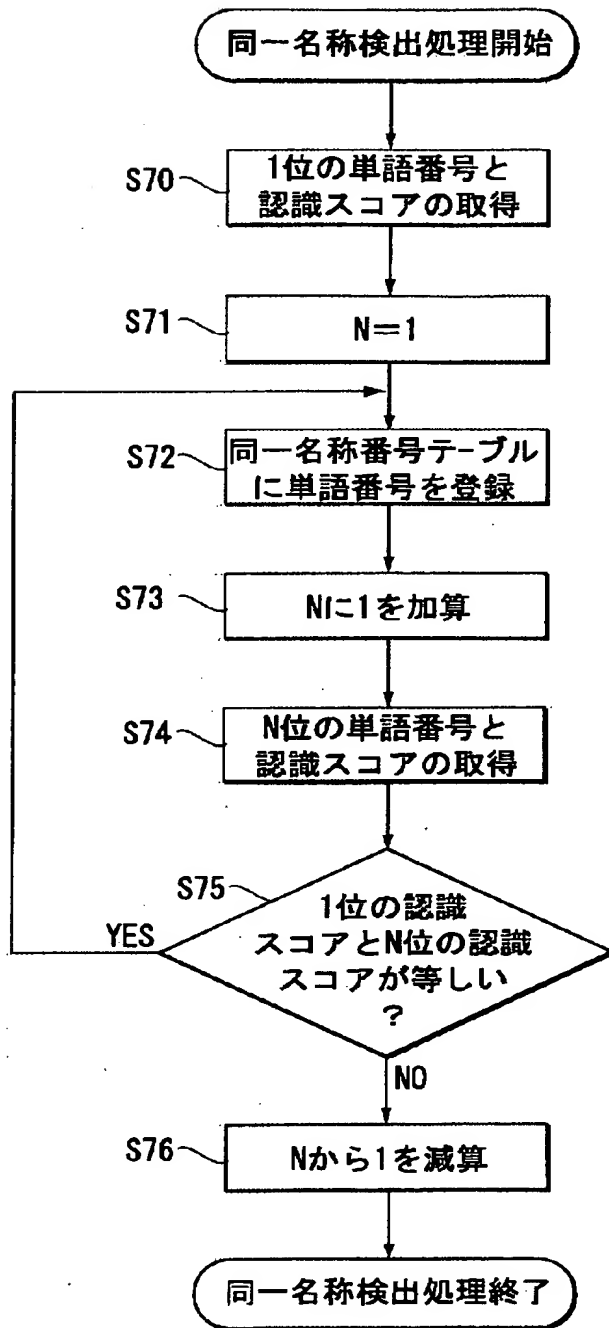 同一名称検出処理開始
S70
1位の単語番号と
認識スコアの取得
S71
N=1
S72
同一名称番号テーブル
に単語番号を登録
S73
Nに1を加算
S74
N位の単語番号と
認識スコアの取得
S75
1位の認識
スコアとN位の認識
スコアが等しい
?
YES
NO
S76
Nから1を減算
同一名称検出処理終了